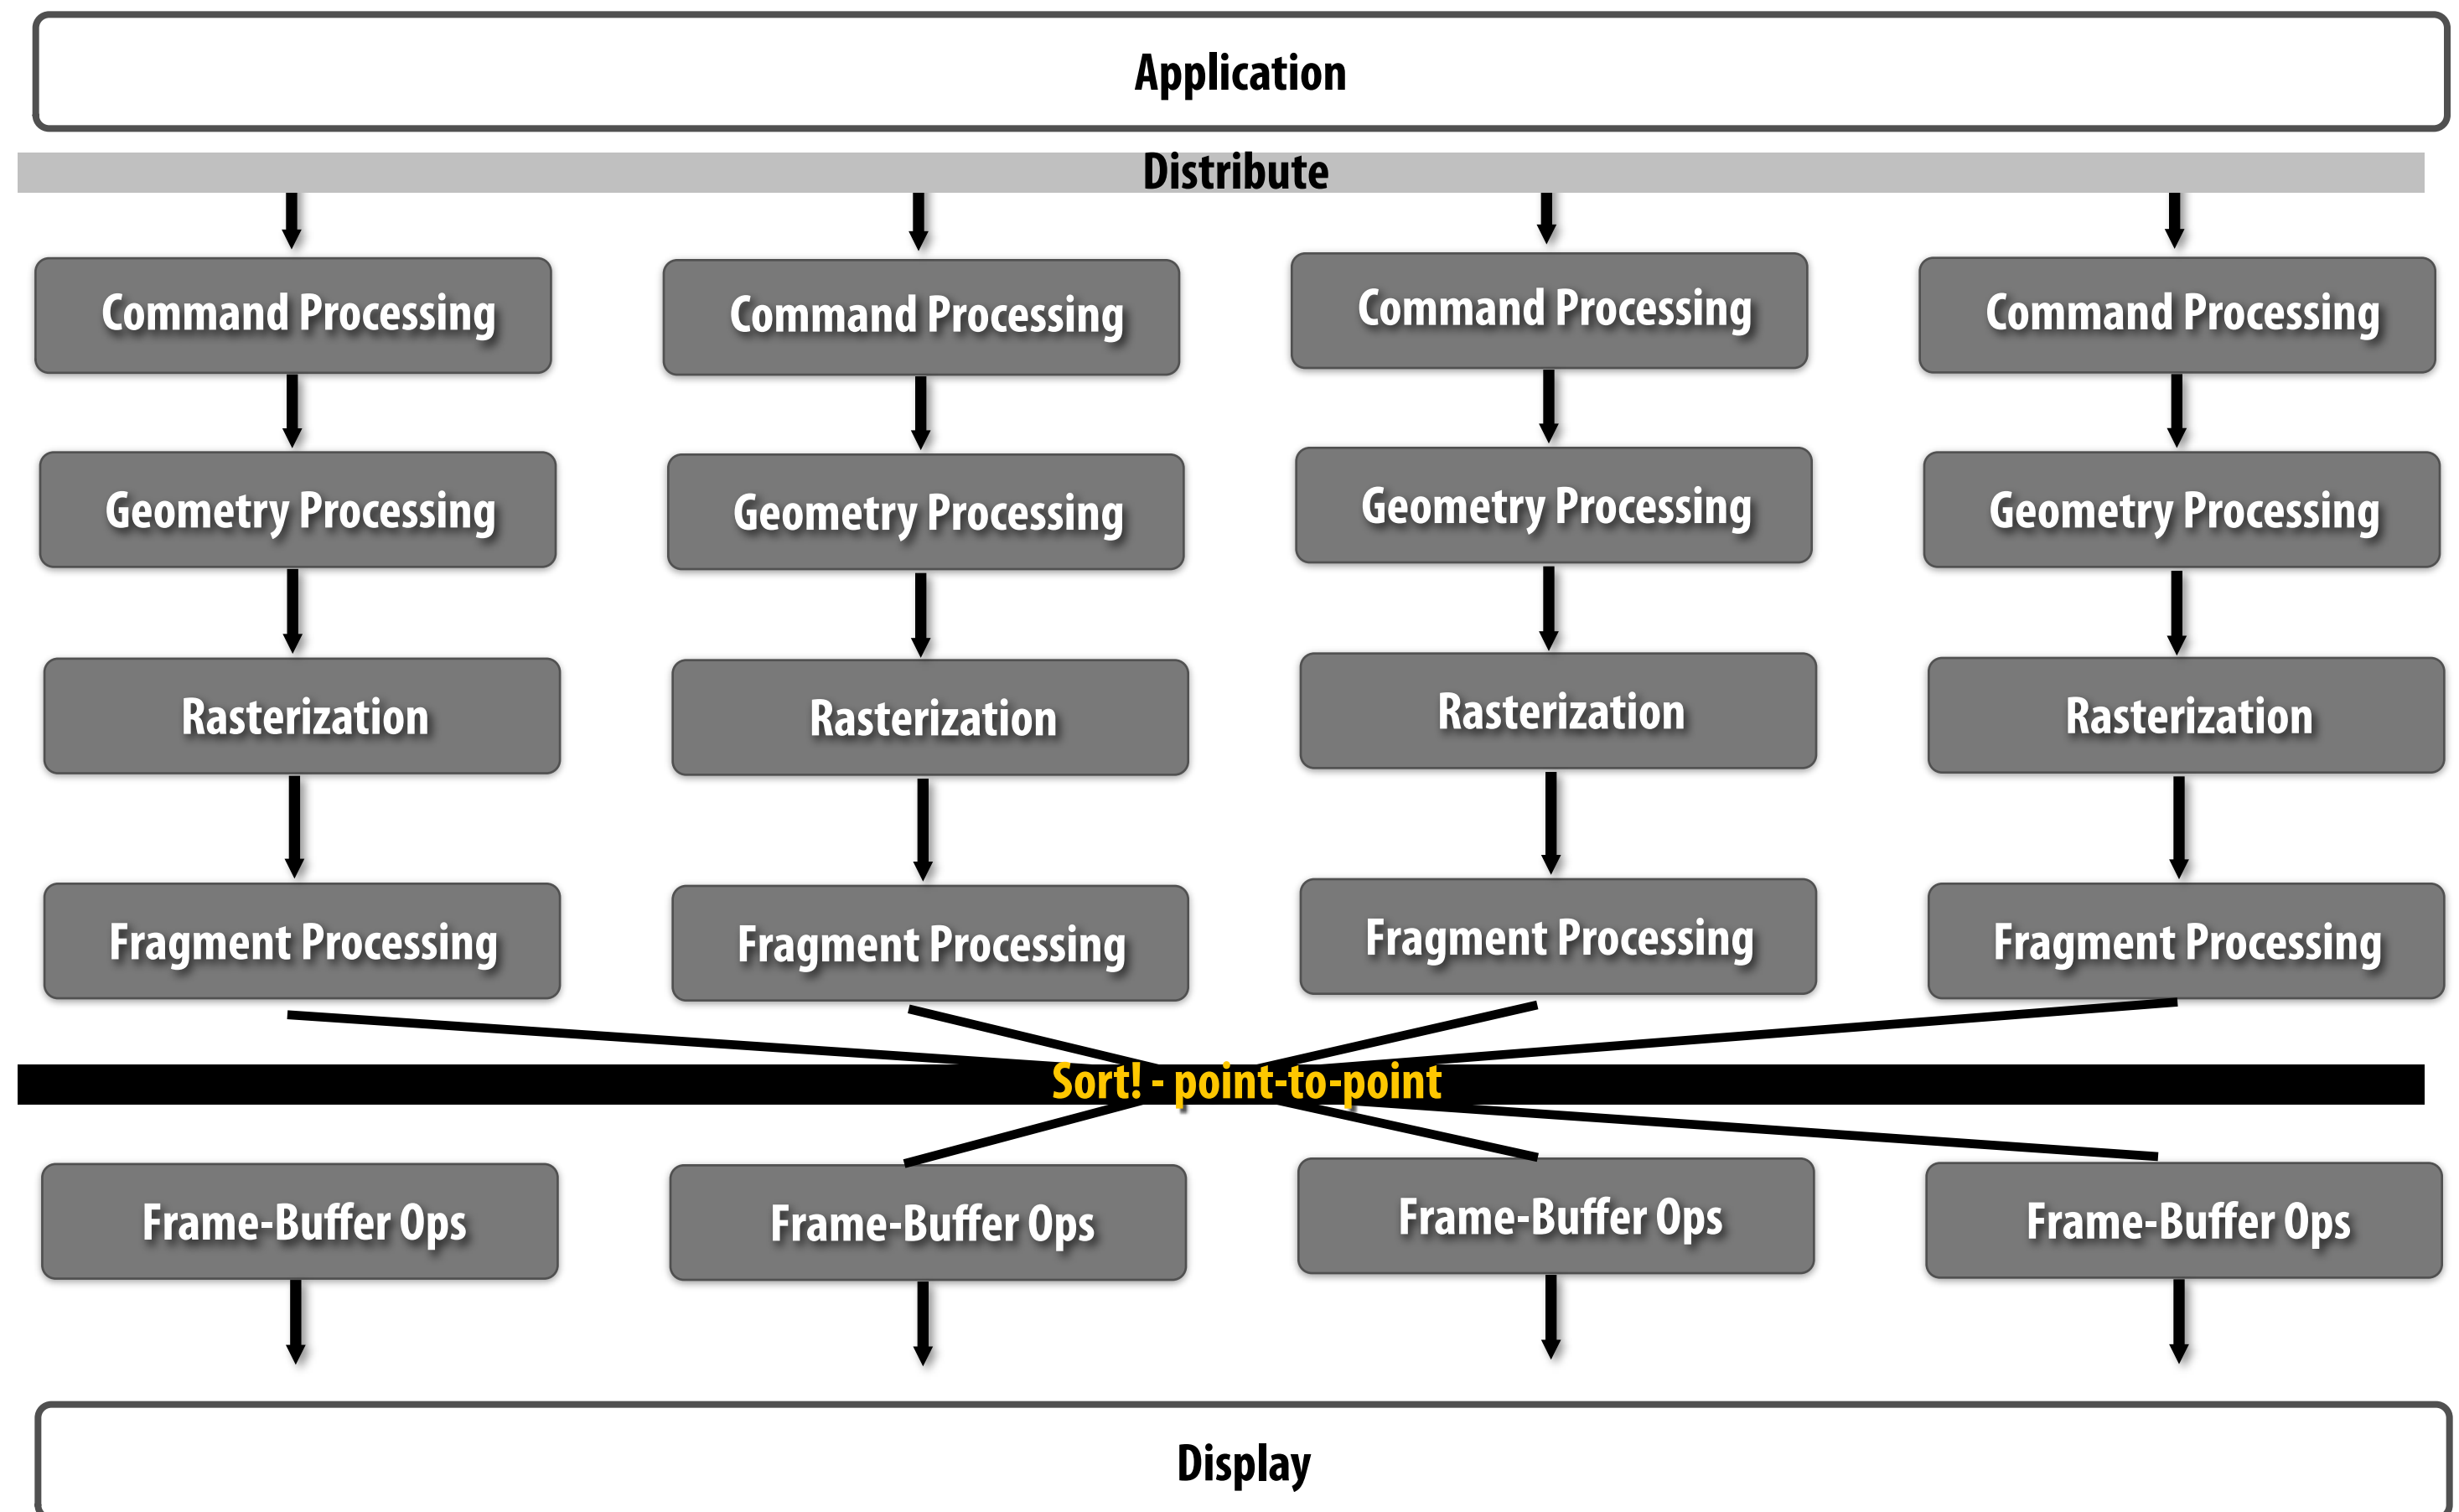 Application
Distribute
Command Processing
Command Processing
Command Processing
Command Processing
Geometry Processing
Geometry Processing
Geometry Processing
Geometry Processing
Rasterization
Rasterization
Rasterization
Rasterization
Fragment Processing
Fragment Processing
Fragment Processing
Fragment Processing
Sort! - point-to-point
Frame-Buffer Ops
Frame-Buffer Ops
Frame-Buffer Ops
Frame-Buffer Ops
Display